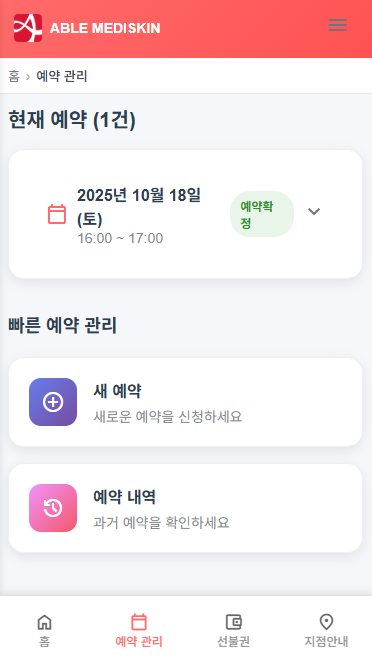 ABLE MEDISKIN
홈 › 예약 관리
현재 예약 (1건)
2025년 10월 18일
(토)
16:00 ~ 17:00
예약확
정
빠른 예약 관리
새 예약
새로운 예약을 신청하세요
예약 내역
과거 예약을 확인하세요
홈
예약 관리
선불권
지점안내